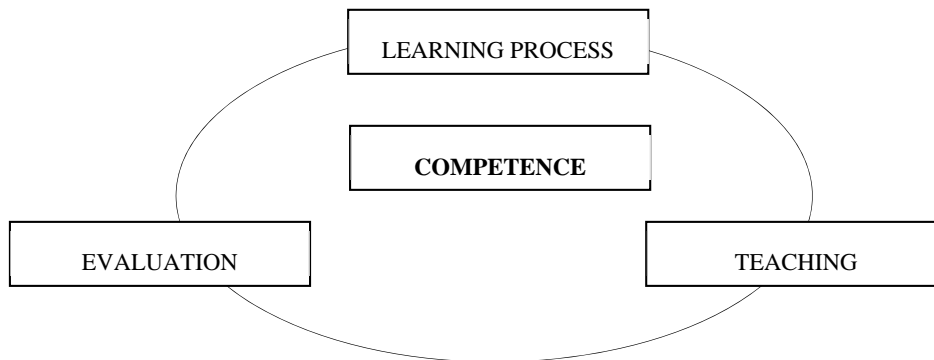 LEARNING PROCESS
COMPETENCE
EVALUATION
TEACHING